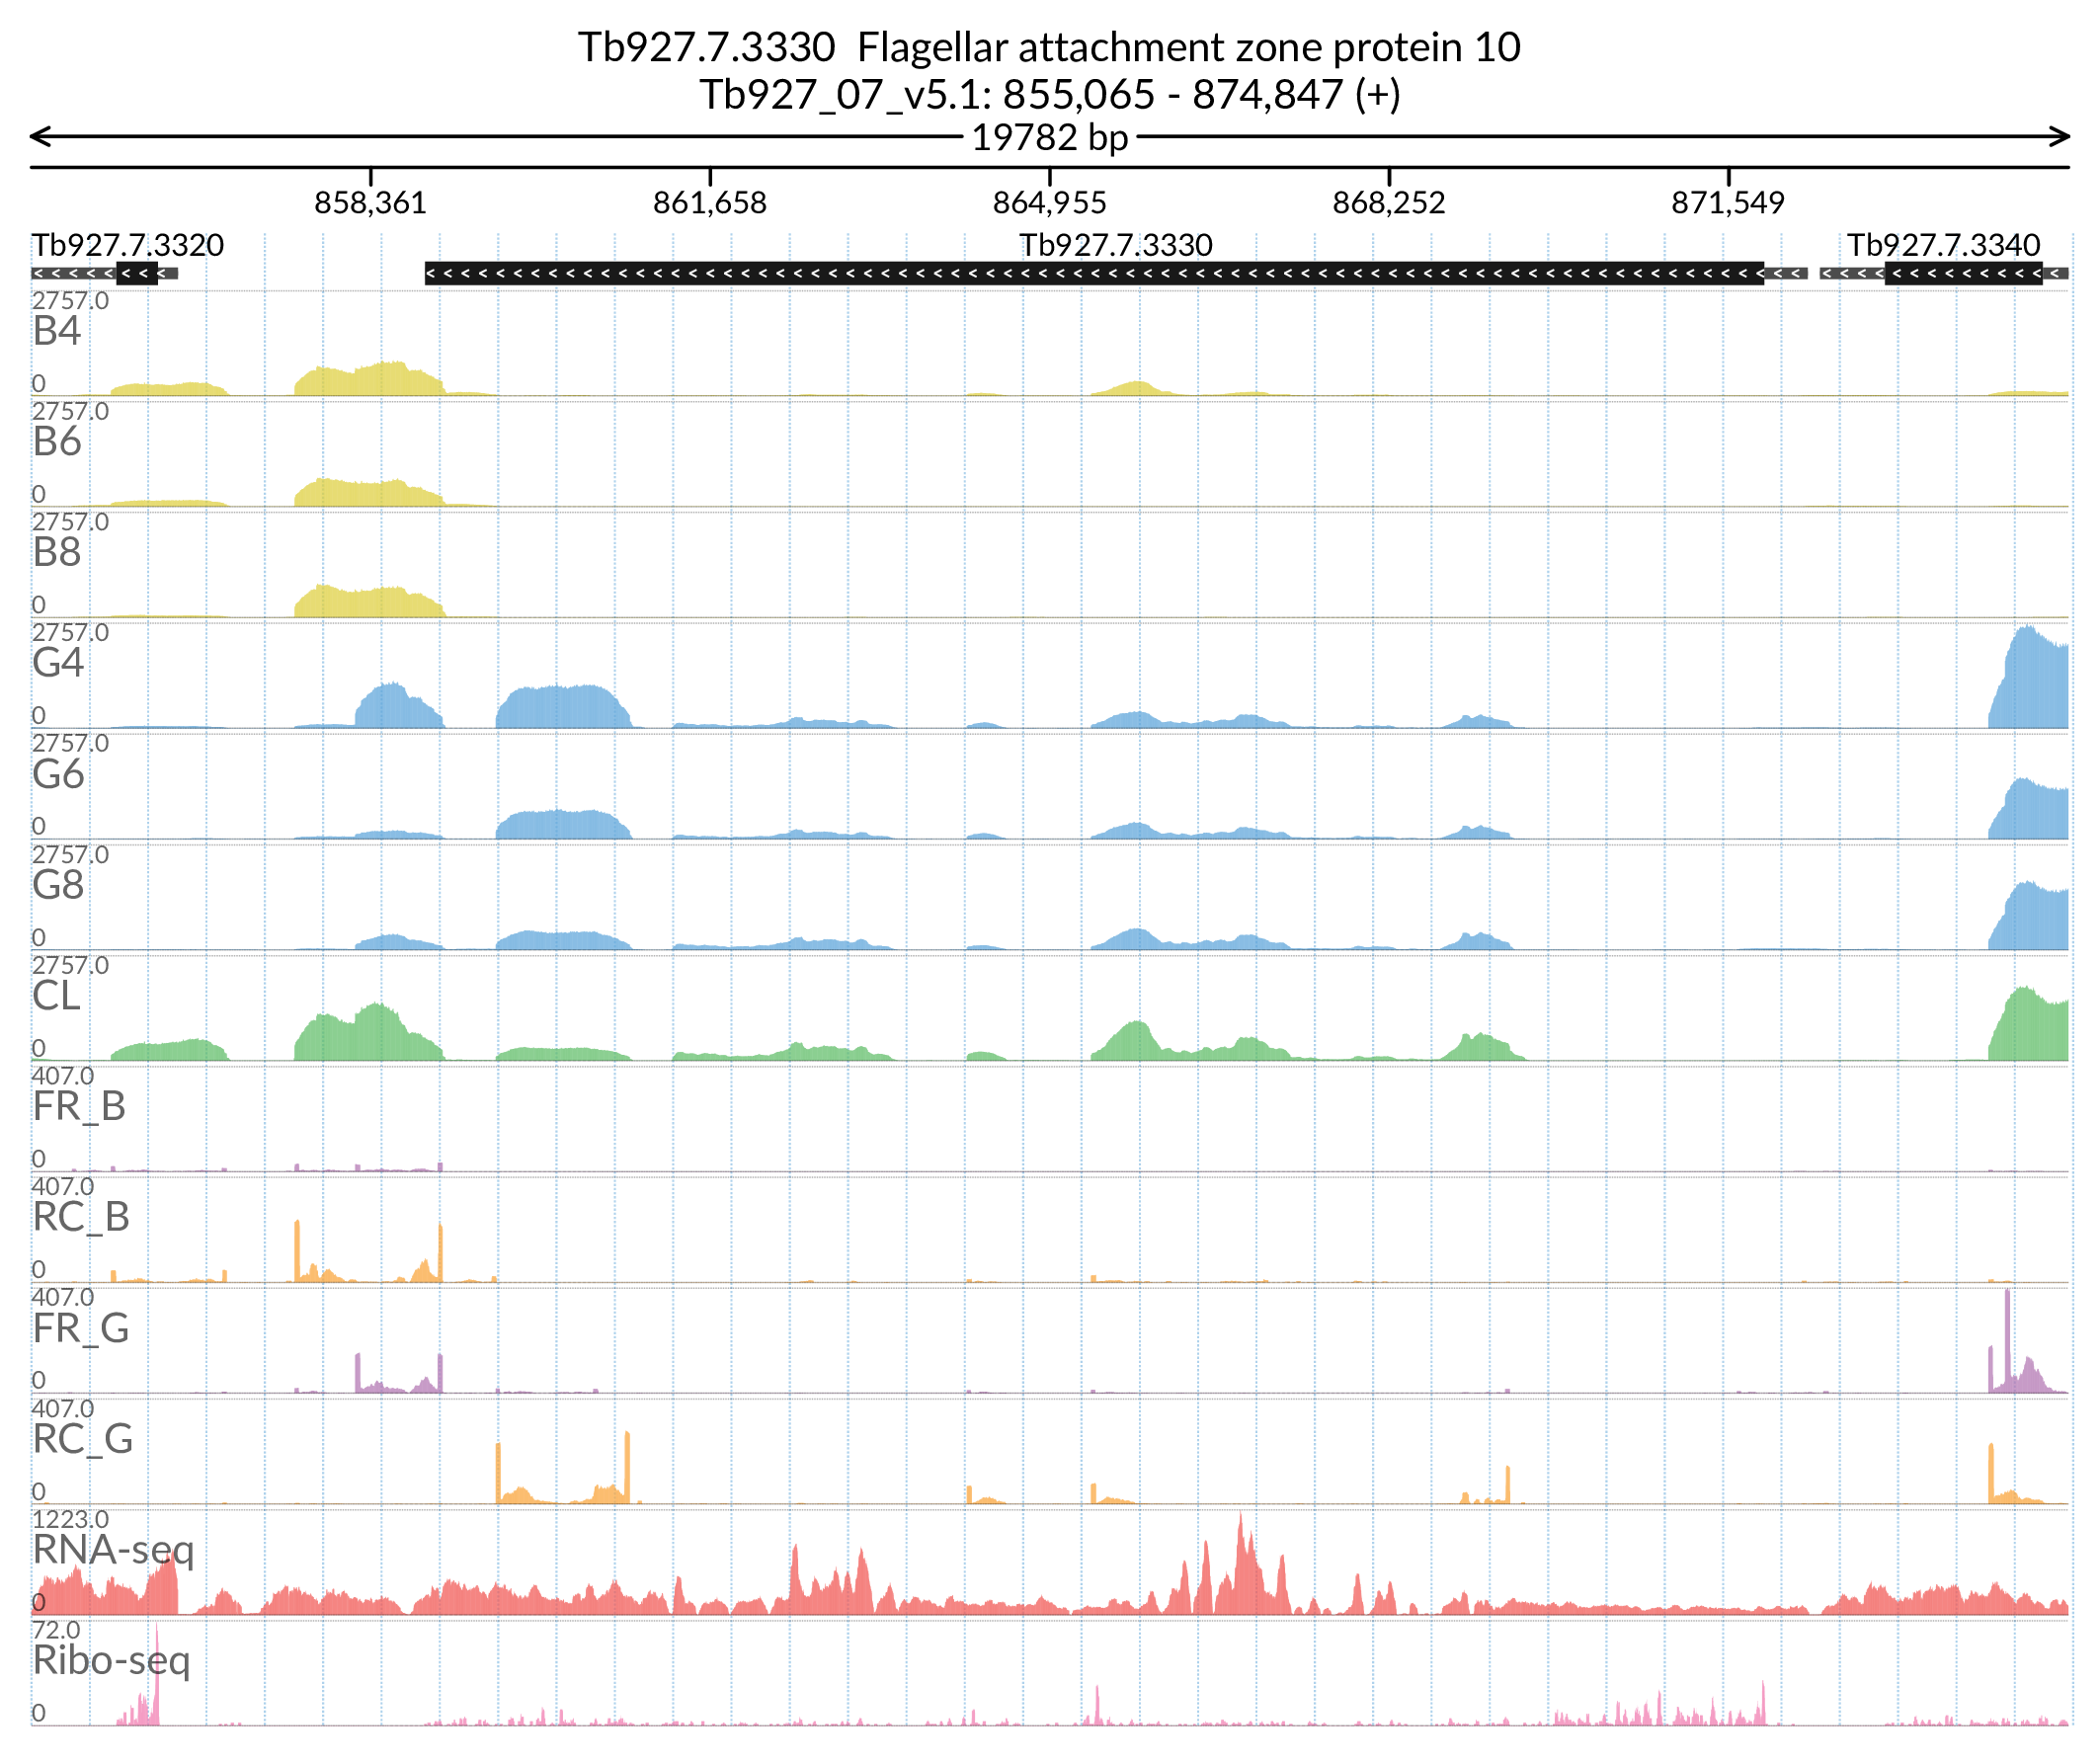 Tb927.7.3330 Flagellar attachment zone protein 10
Tb927_07_v5.1: 855,065 - 874,847 (+)
19782 bp
858,361 861,658 864,955 868,252 871,549
Tb927.7.3320 Tb927.7.3330 Tb927.7.3340
2757.0
B4
0
2757.0
B6
0
2757.0
B8
0
2757.0
G4
0
2757.0
G6
0
2757.0
G8
0
2757.0
CL
0
407.0
FR_B
0
407.0
RC_B
0
407.0
FR_G
0
407.0
RC_G
0
1223.0
RNA-seq
0
72.0
Ribo-seq
0